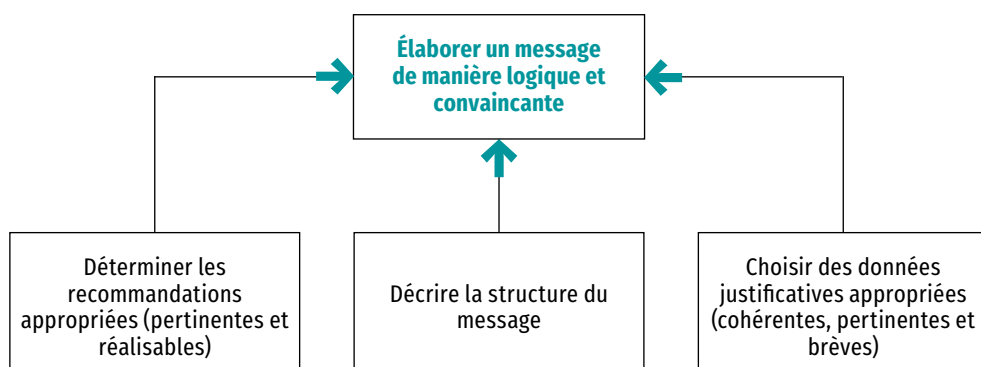 Élaborer un message
de manière logique et
convaincante
Déterminer les
recommandations
appropriées (pertinentes et
réalisables)
Décrire la structure du
message
Choisir des données
justificatives appropriées
(cohérentes, pertinentes et
brèves)